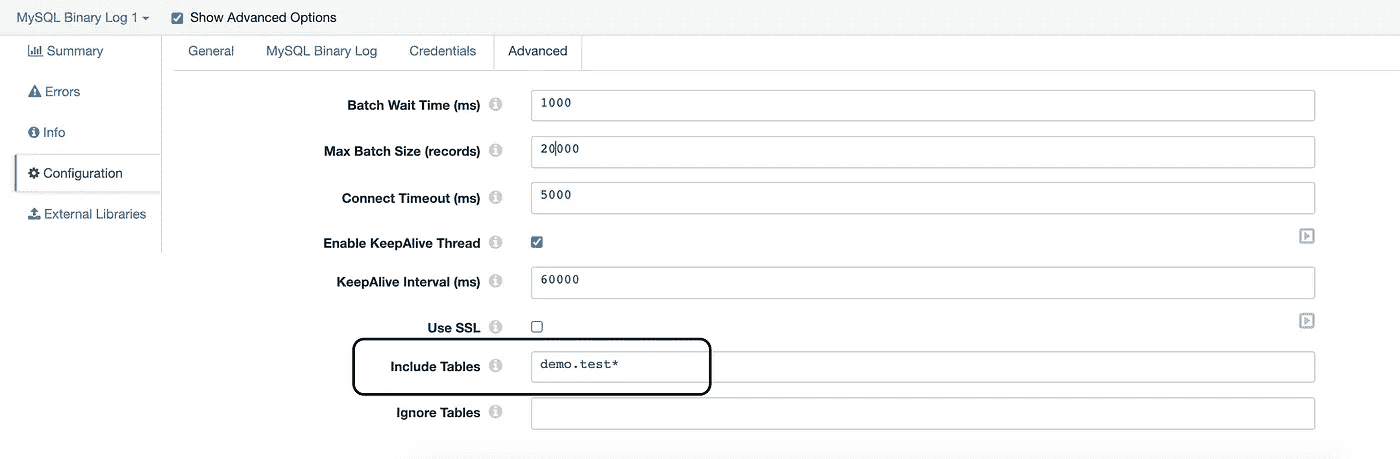 MySQL Binary Log 1
Show Advanced Options
Summary
Errors
Info
Configuration
External Libraries
General MySQL Binary Log Credentials Advanced
Batch Wait Time (ms) 1000
Max Batch Size (records) 20000
Connect Timeout (ms) 5000
Enable KeepAlive Thread
KeepAlive Interval (ms) 60000
Use SSL
Include Tables demo.test*
Ignore Tables